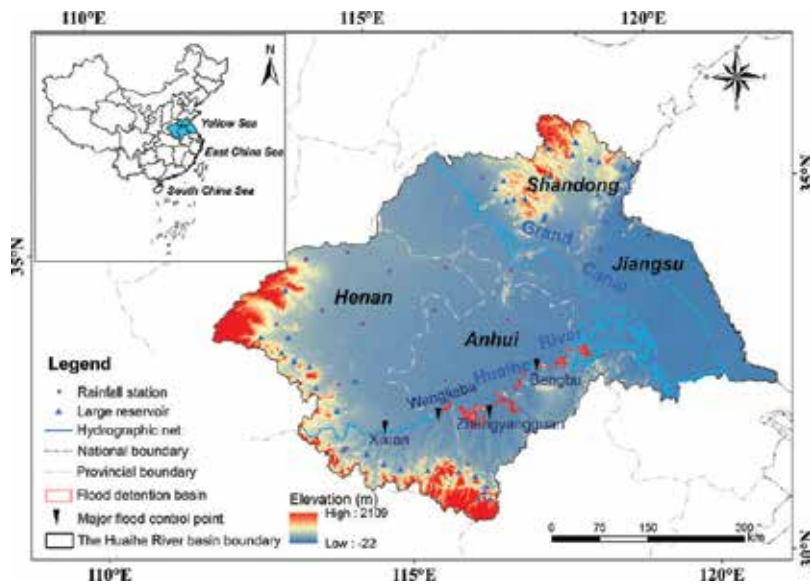 110°E 115°E 120°E
N
Yellow Sea
East China Sea
South China Sea
35°N
35°N
Shandong
Grand
Canal
Jiangsu
Henan
Anhui
Huaihe River
Bengbu
Wangjiaba
Zhengyangguan
Xixian
Legend
Rainfall station
Large reservoir
Hydrographic net
National boundary
Provincial boundary
Flood detention basin
Major flood control point
The Huaihe River basin boundary
Elevation (m)
High : 2109
Low : -22
0 75 150 300
km
30°N
110°E 115°E 120°E